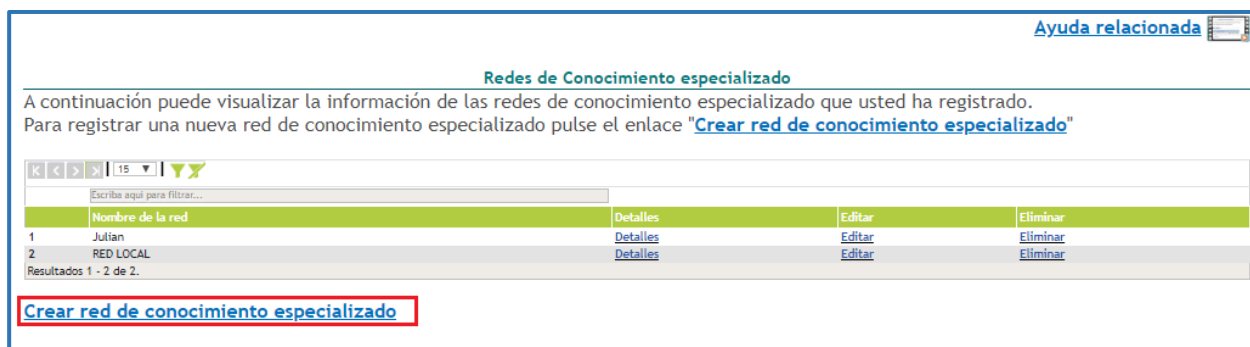 Ayuda relacionada
Redes de Conocimiento especializado
A continuación puede visualizar la información de las redes de conocimiento especializado que usted ha registrado.
Para registrar una nueva red de conocimiento especializado pulse el enlace "Crear red de conocimiento especializado"
15
Escriba aquí para filtrar...
Nombre de la red Detalles Editar Eliminar
1 Julian Detalles Editar Eliminar
2 RED LOCAL Detalles Editar Eliminar
Resultados 1 - 2 de 2.
Crear red de conocimiento especializado